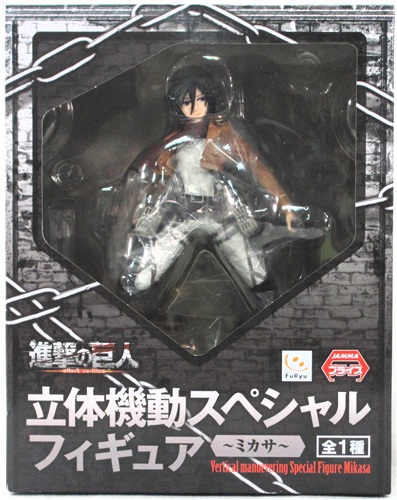 進撃の巨人
attack on titan
FuRyu
JAMMA
プライズ
立体機動スペシャル
フィギュア
～ミカサ～
全1種
Vertical maneuvering Special Figure Mikasa